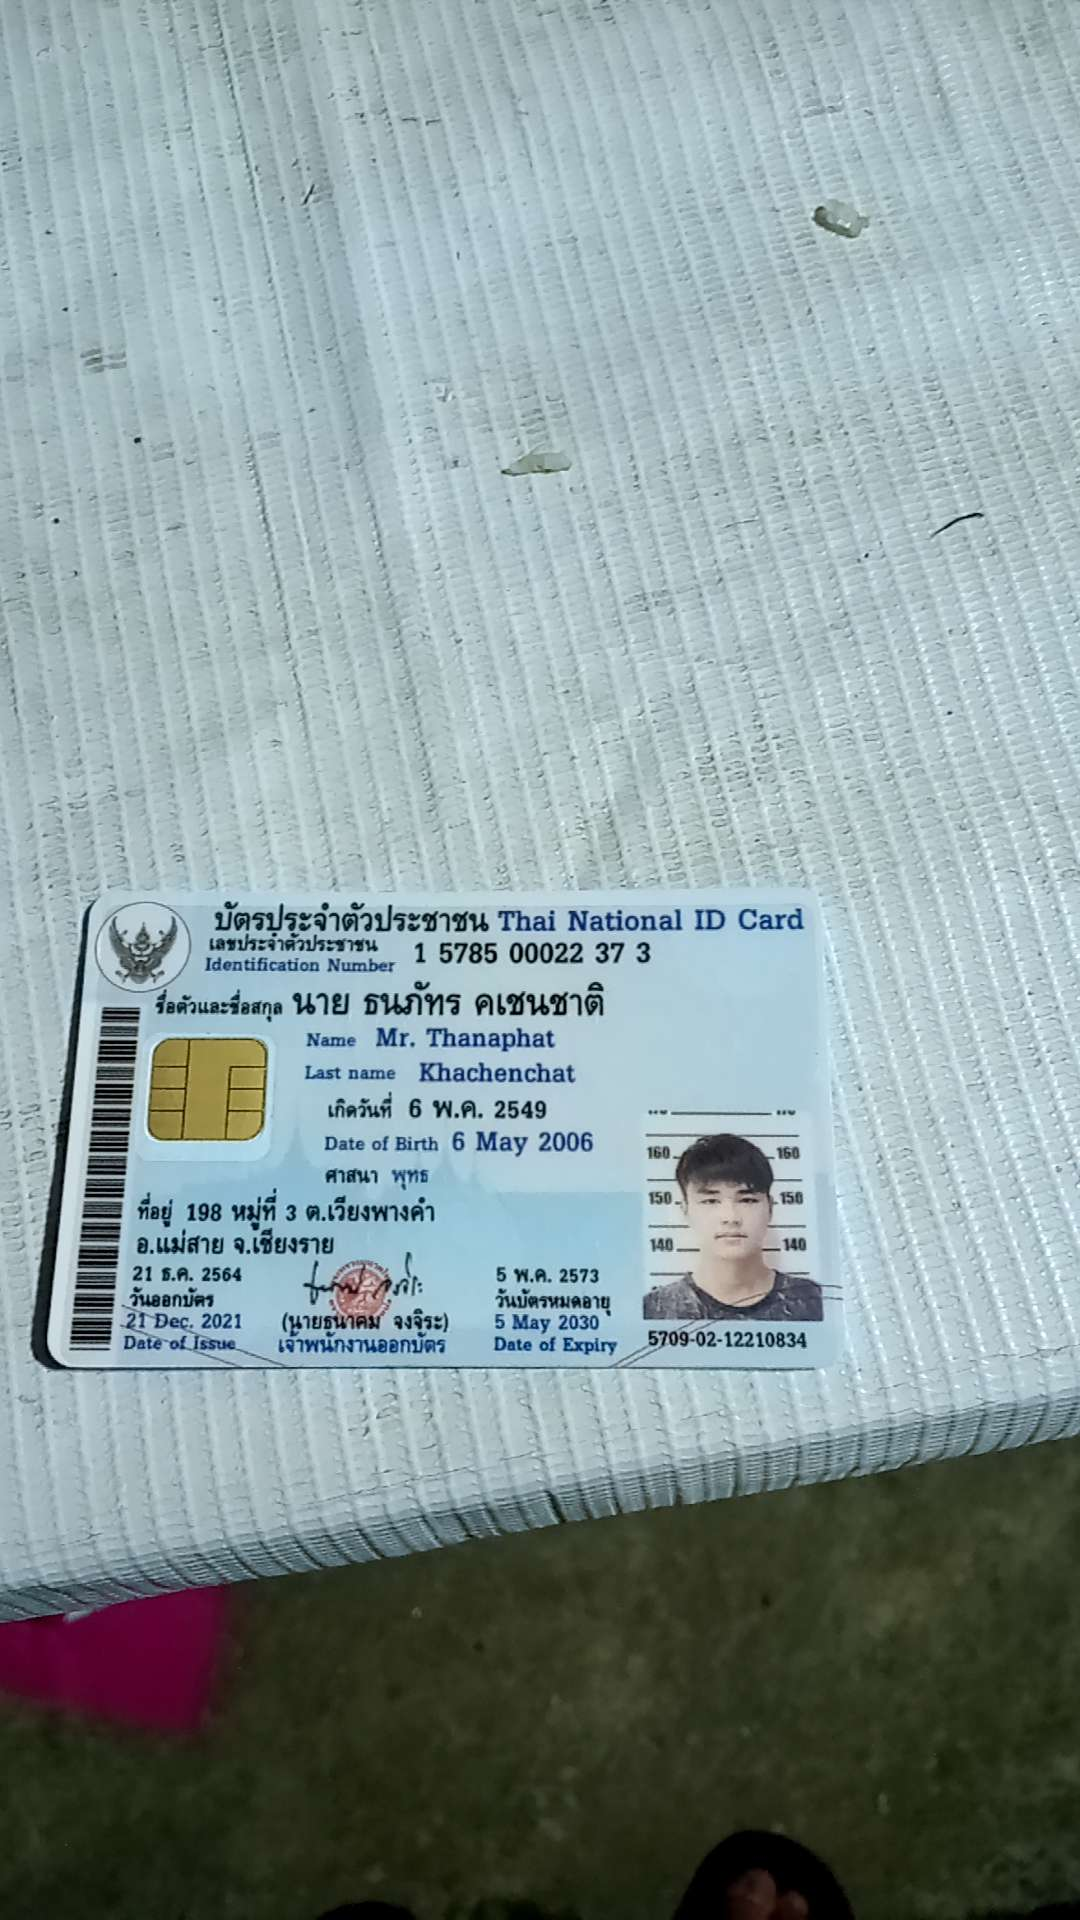 บัตรประจำตัวประชาชน Thai National ID Card
เลขประจำตัวประชาชน
Identification Number
1 5785 00022 37 3
ชื่อตัวและชื่อสกุล นาย ธนภัทร คเชนชาติ
Name Mr. Thanaphat
Last name Khachenchat
เกิดวันที่ 6 พ.ค. 2549
Date of Birth 6 May 2006
ศาสนา พุทธ
ที่อยู่ 198 หมู่ที่ 3 ต.เวียงพางคำ
อ.แม่สาย จ.เชียงราย
21 ธ.ค. 2564
วันออกบัตร
21 Dec. 2021
Date of Issue
(นายธนาคม จงจิระ)
เจ้าพนักงานออกบัตร
5 พ.ค. 2573
วันบัตรหมดอายุ
5 May 2030
Date of Expiry
160 160
150 150
140 140
5709-02-12210834